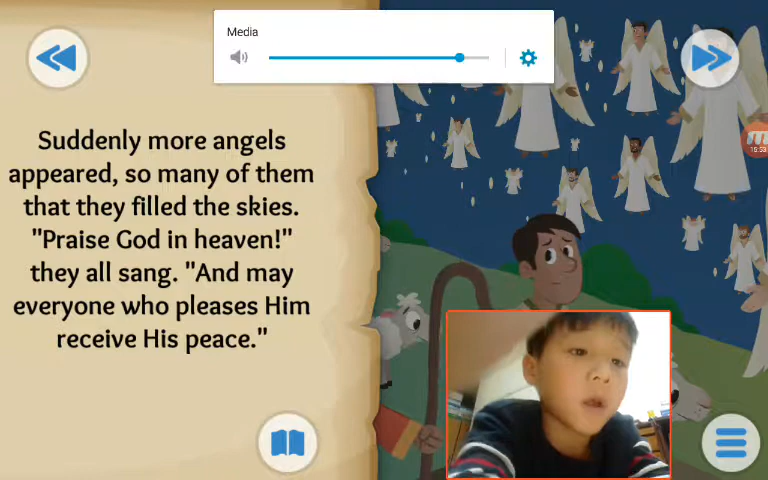 Media
Suddenly more angels
appeared, so many of them
that they filled the skies.
"Praise God in heaven!"
they all sang. "And may
everyone who pleases Him
receive His peace."